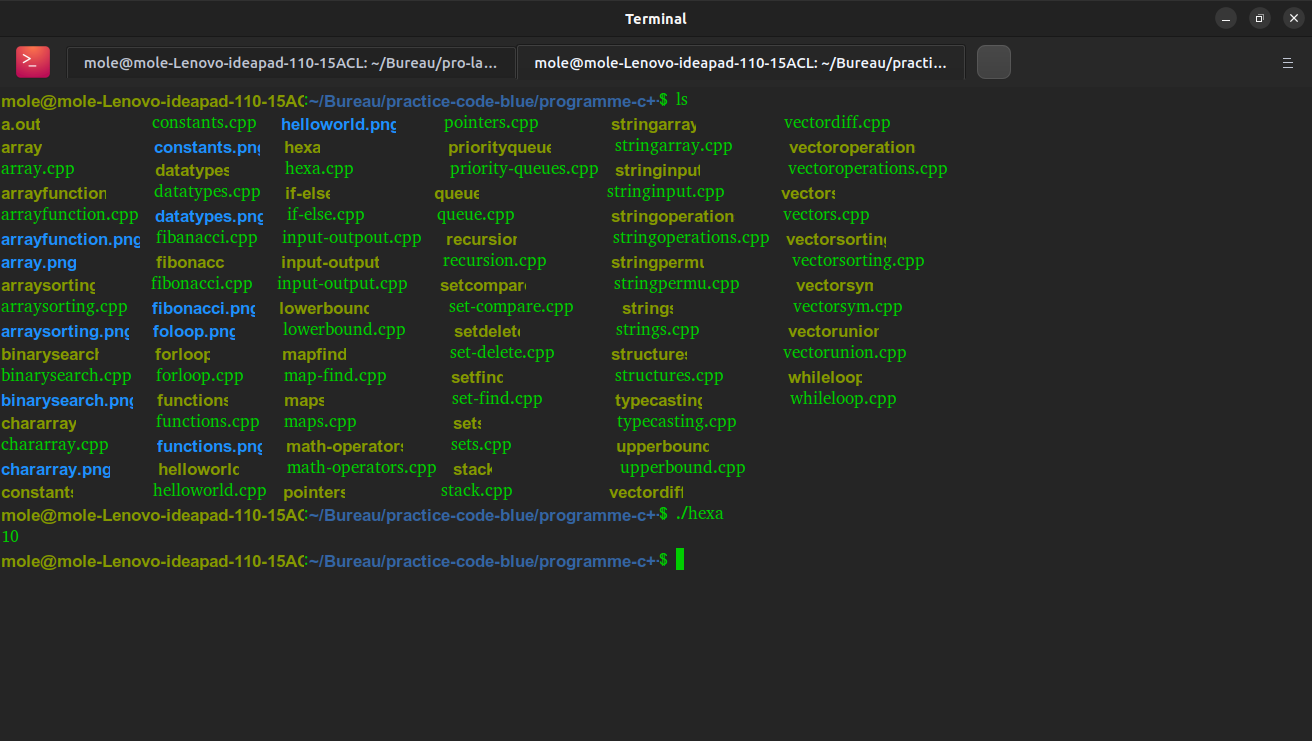 Terminal
>_
mole@mole-Lenovo-ideapad-110-15ACL: ~/Bureau/pro-la... mole@mole-Lenovo-ideapad-110-15ACL: ~/Bureau/practi...
mole@mole-Lenovo-ideapad-110-15AC:~/Bureau/practice-code-blue/programme-c+$ ls
a.out constants.cpp helloworld.png pointers.cpp stringarray vectordiff.cpp
array constants.png hexa priorityqueue stringarray.cpp vectoroperation
array.cpp datatypes hexa.cpp priority-queues.cpp stringinput vectoroperations.cpp
arrayfunction datatypes.cpp if-else queue stringinput.cpp vectors
arrayfunction.cpp datatypes.png if-else.cpp queue.cpp stringoperation vectors.cpp
arrayfunction.png fibanacci.cpp input-outpout.cpp recursion stringoperations.cpp vectorsorting
array.png fibonacc input-output recursion.cpp stringpermu vectorsorting.cpp
arraysorting fibonacci.cpp input-output.cpp setcompare stringpermu.cpp vectorsym
arraysorting.cpp fibonacci.png lowerbound set-compare.cpp strings vectorsym.cpp
arraysorting.png foloop.png lowerbound.cpp setdelete strings.cpp vectorunion
binarysearch forloop mapfind set-delete.cpp structures vectorunion.cpp
binarysearch.cpp forloop.cpp map-find.cpp setfind structures.cpp whileloop
binarysearch.png functions maps set-find.cpp typecasting whileloop.cpp
chararray functions.cpp maps.cpp sets typecasting.cpp
chararray.cpp functions.png math-operators sets.cpp upperbound
chararray.png helloworld math-operators.cpp stack upperbound.cpp
constants helloworld.cpp pointers stack.cpp vectordiff
mole@mole-Lenovo-ideapad-110-15AC:~/Bureau/practice-code-blue/programme-c+$ ./hexa
10
mole@mole-Lenovo-ideapad-110-15AC:~/Bureau/practice-code-blue/programme-c+$